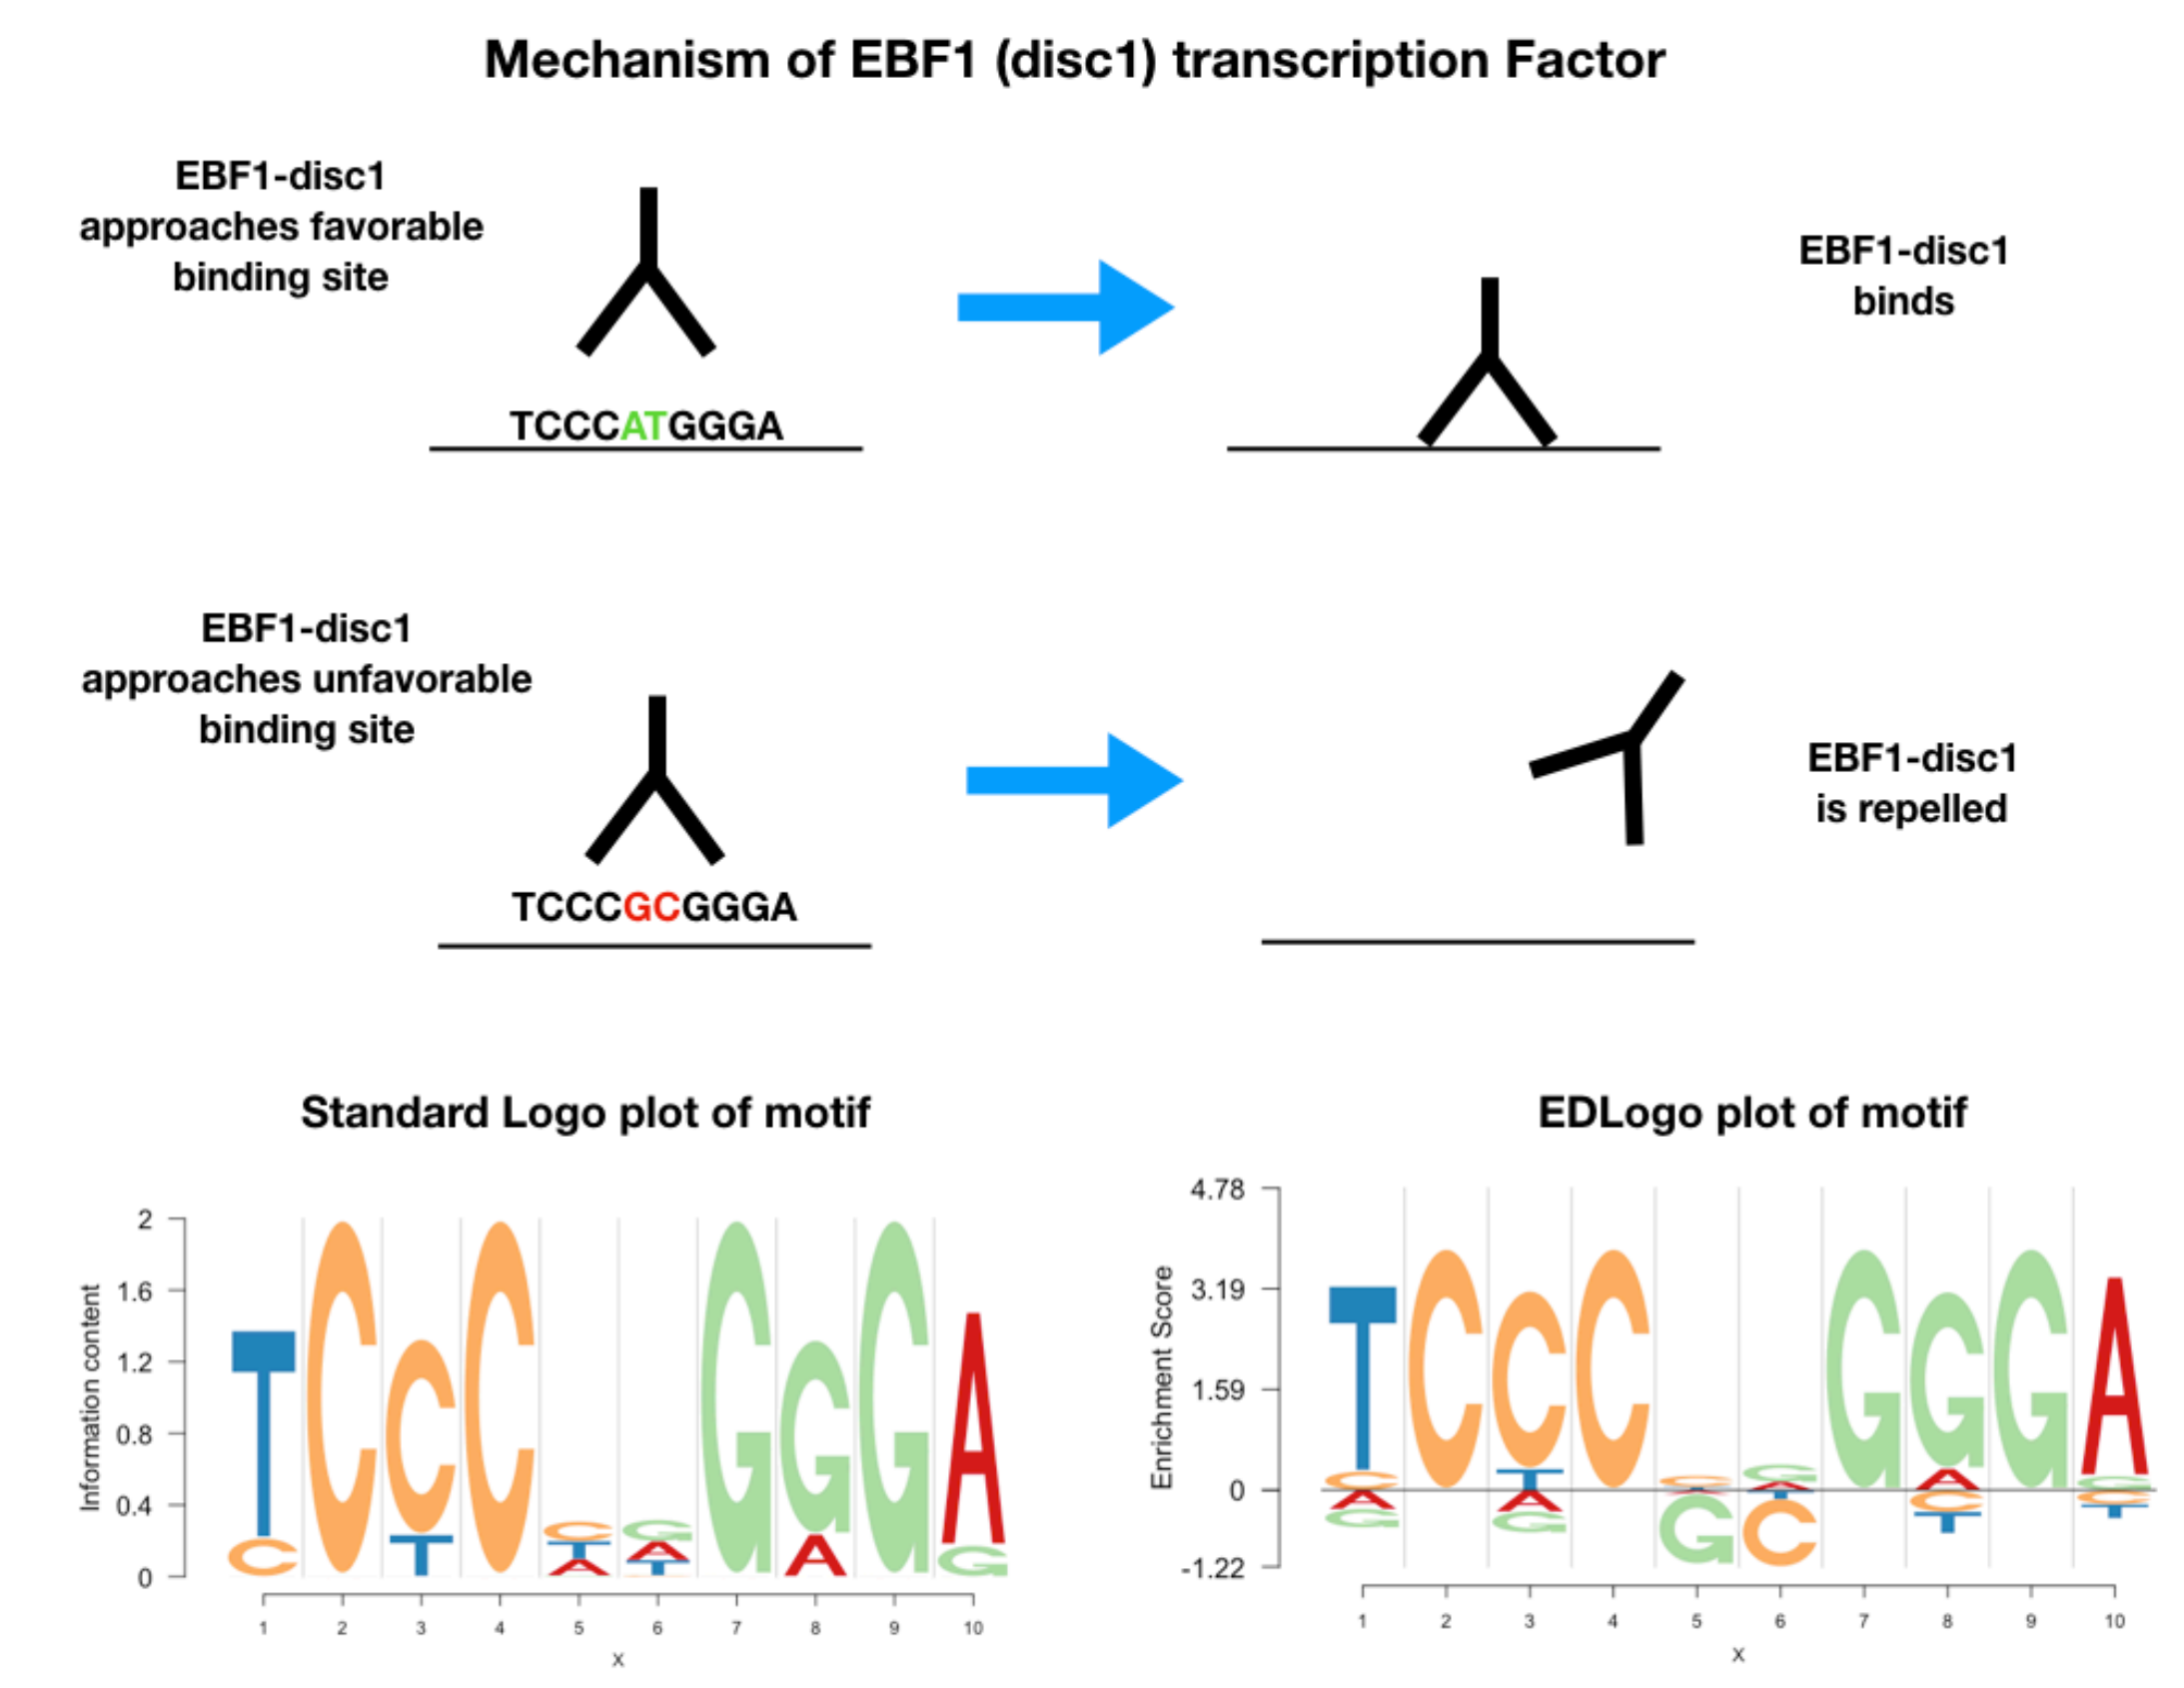 Mechanism of EBF1 (disc1) transcription Factor
EBF1-disc1
approaches favorable
binding site
TCCCATGGGA
EBF1-disc1
binds
EBF1-disc1
approaches unfavorable
binding site
TCCCGCGGGA
EBF1-disc1
is repelled
Standard Logo plot of motif
Information content
2
1.6
1.2
0.8
0.4
0
T C C C G G G A
C T C T A G A T A G
1 2 3 4 5 6 7 8 9 10
x
EDLogo plot of motif
Enrichment Score
4.78
3.19
1.59
0
-1.22
T C C C G G G A
C T C G A A G
A G A G G C C T C T
1 2 3 4 5 6 7 8 9 10
x